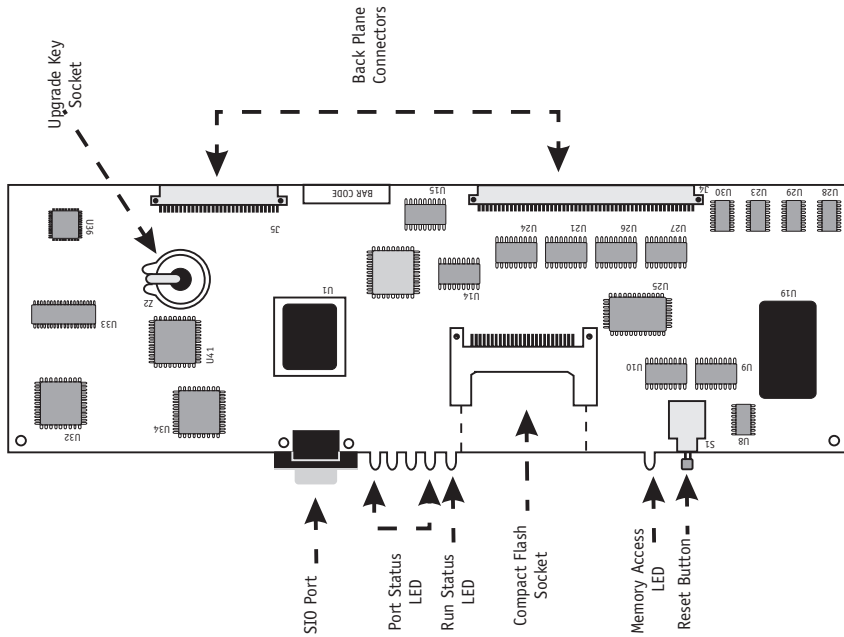 Upgrade Key
Socket
Back Plane
Connectors
U36
J5
BAR CODE
U15
J4
U30
U23
U29
U28
Z2
U1
U14
U24
U21
U26
U27
U33
U41
U25
U19
U32
U34
U10
U9
S1
U8
SIO Port
Port Status
LED
Run Status
LED
Compact Flash
Socket
Memory Access
LED
Reset Button